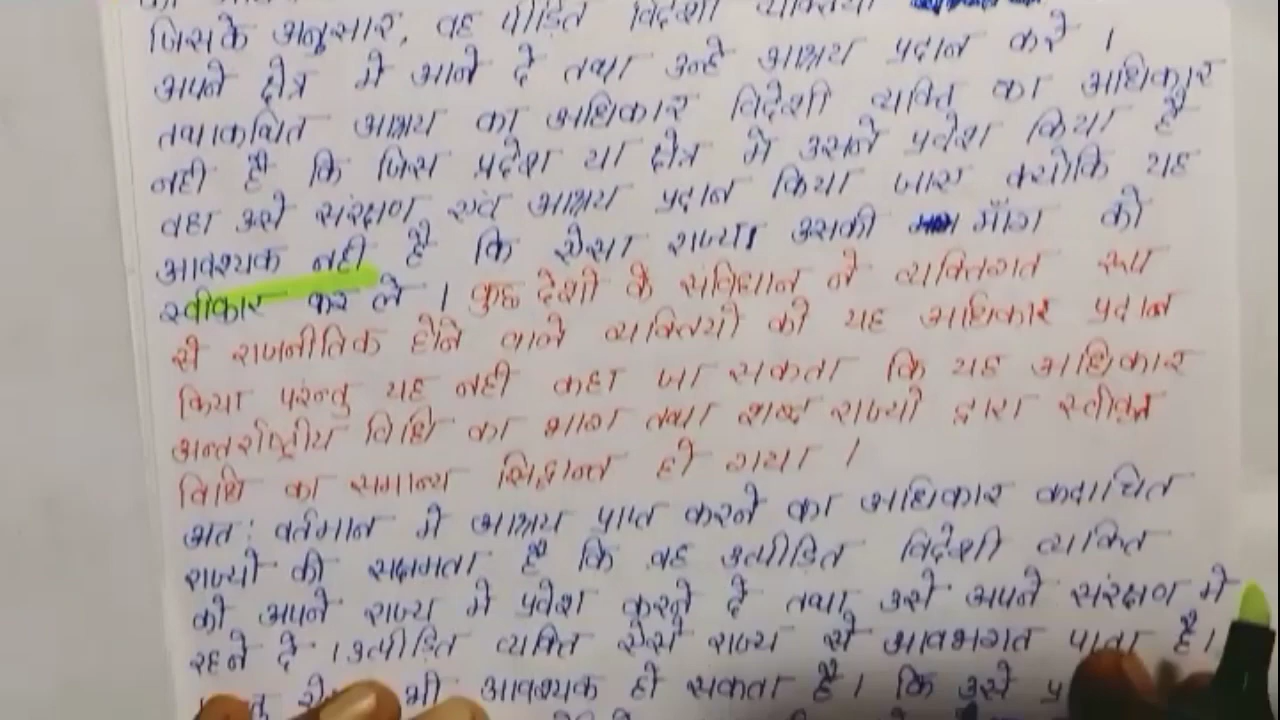 जिसके अनुसार, वह पीडित विदेशी
अपने क्षेत्र मे आने दे तथा उन्हे आश्रय प्रदान करे ।
तथाकथित आश्रय का अधिकार विदेशी व्यक्ति का अधिकार
नही है कि जिस प्रदेश या क्षेत्र मे उसने प्रवेश किया है
वहा उसे संरक्षण एवं आश्रय प्रदान किया जाए क्योकि यह
आवश्यक नही है कि ऐसा राज्य उसकी माँग को
स्वीकार कर ले । कुछ देशो के संविधान ने व्यक्तिगत रूप
से राजनीतिक होने वाले व्यक्तियो को यह अधिकार प्रदान
किया परन्तु यह नही कहा जा सकता कि यह अधिकार
अन्तर्राष्ट्रीय विधि का भाग तथा शब्द राज्यो द्वारा स्वीकृत
विधि का समान्य सिद्धान्त हो गया ।
अत: वर्तमान मे आश्रय प्राप्त करने का अधिकार कथाचित
राज्यो की सक्षमता है कि वह उत्पीडित विदेशी व्यक्ति
को अपने राज्य मे प्रवेश करने दे तथा उसे अपने संरक्षण मे
रहने दे । उत्पीडित व्यक्ति ऐसे राज्य से आवभगत पाता है।
भी आवश्यक हो सकता है। कि उसे